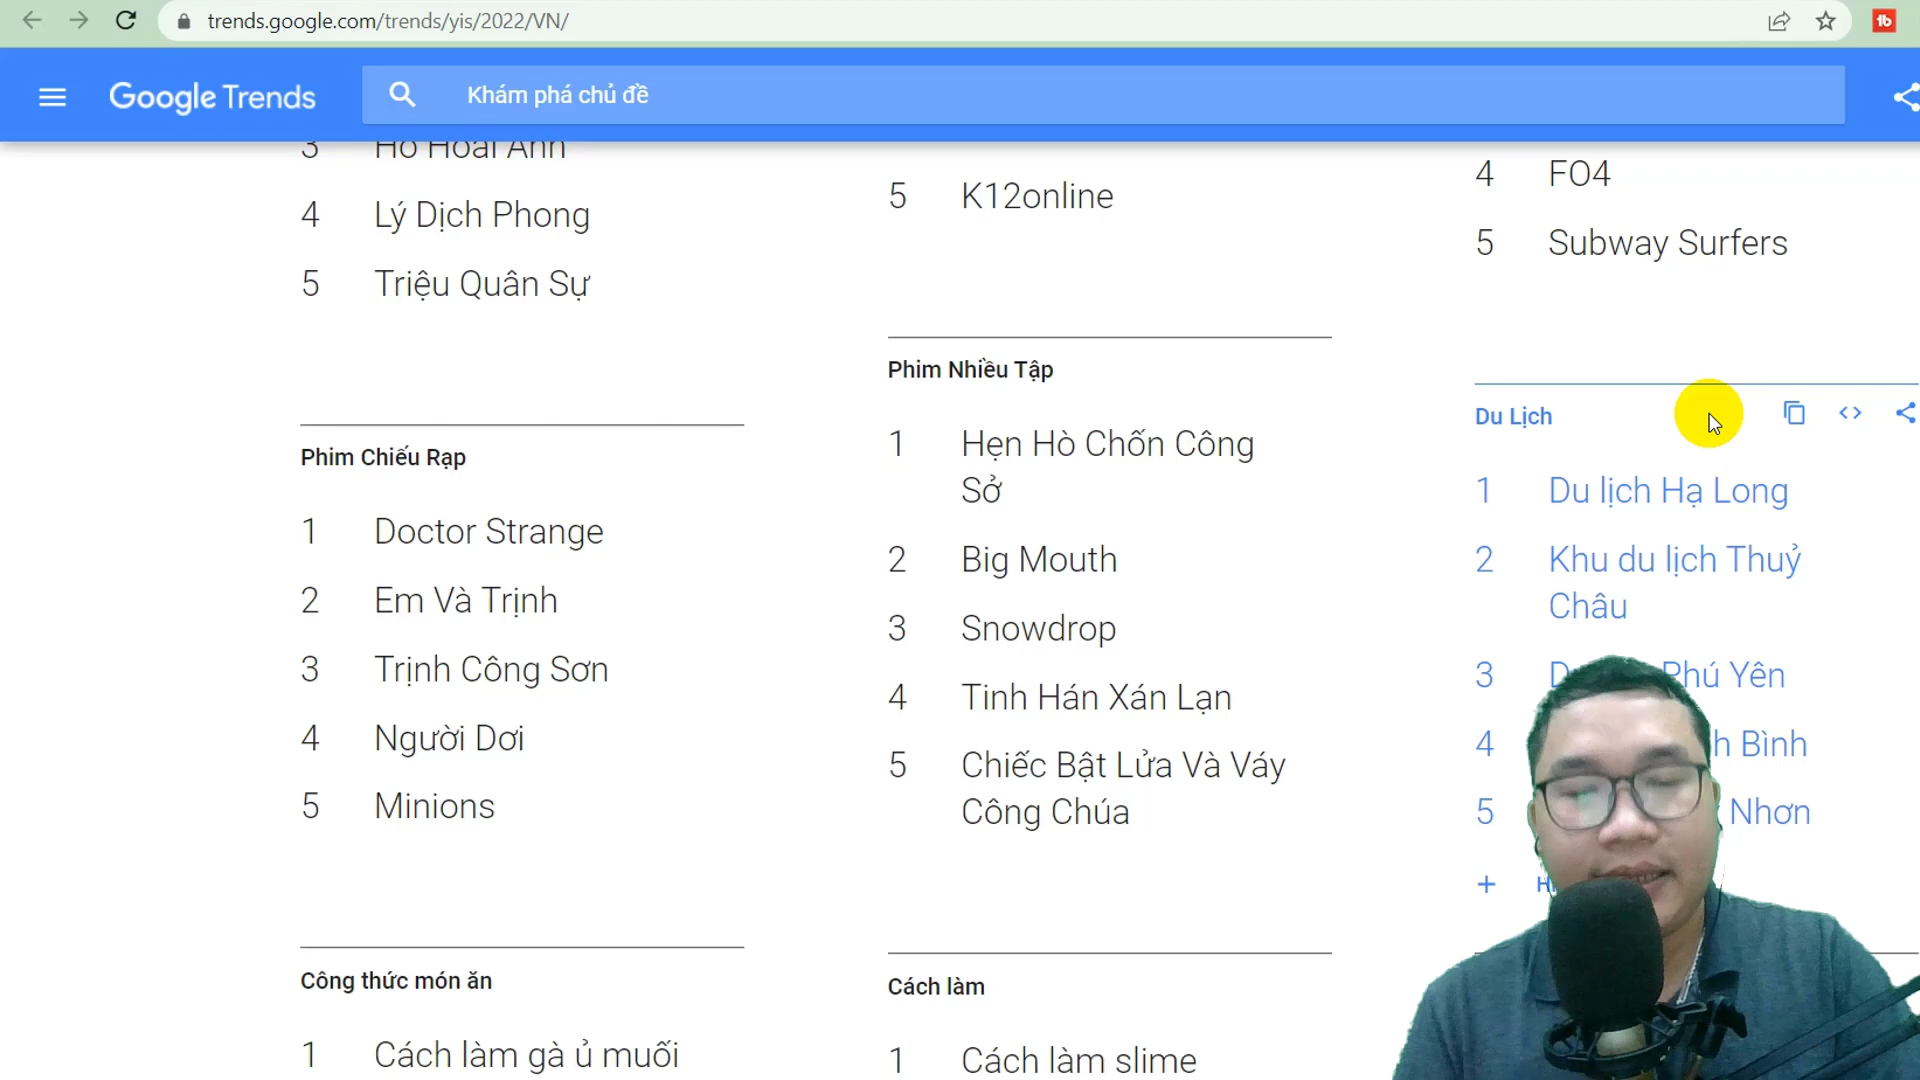 trends.google.com/trends/yis/2022/VN/
Google Trends
Khám phá chủ đề
3 Hồ Hoài Anh
4 Lý Dịch Phong
5 Triệu Quân Sự
Phim Chiếu Rạp
1 Doctor Strange
2 Em Và Trịnh
3 Trịnh Công Sơn
4 Người Dơi
5 Minions
Công thức món ăn
1 Cách làm gà ủ muối
5 K12online
Phim Nhiều Tập
1 Hẹn Hò Chốn Công
Sở
2 Big Mouth
3 Snowdrop
4 Tinh Hán Xán Lạn
5 Chiếc Bật Lửa Và Váy
Công Chúa
Cách làm
1 Cách làm slime
4 FO4
5 Subway Surfers
Du Lịch
1 Du lịch Hạ Long
2 Khu du lịch Thuỷ
Châu
3 Phú Yên
4 Bình
5 Nhơn